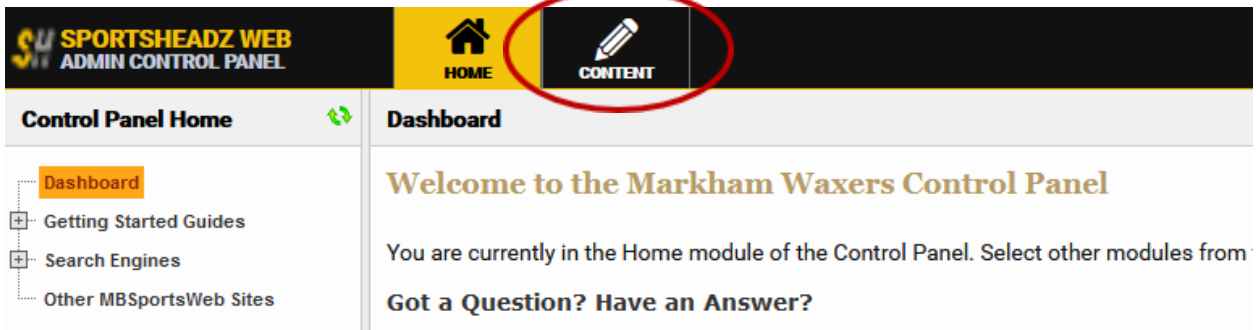 SPORTSHEADZ WEB
ADMIN CONTROL PANEL
HOME
CONTENT
Control Panel Home
Dashboard
Getting Started Guides
Search Engines
Other MBSportsWeb Sites
Dashboard
Welcome to the Markham Waxers Control Panel
You are currently in the Home module of the Control Panel. Select other modules from
Got a Question? Have an Answer?